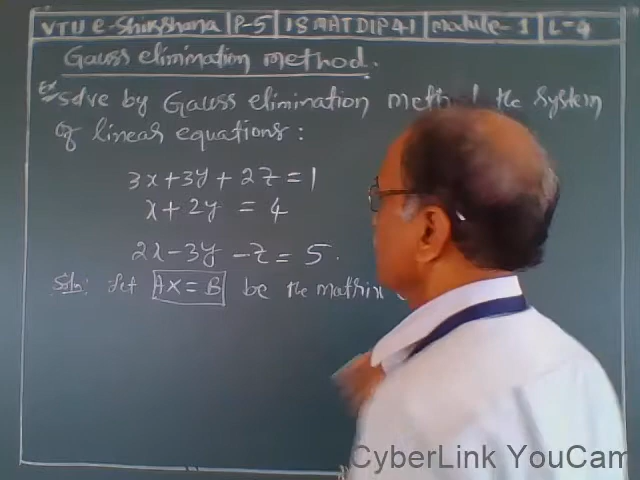 VTU e-Shikshana P-5 18MATDIP41 Module-1 L-4
Gauss elimination method.
Ex: Solve by Gauss elimination method the system
of linear equations:
3x+3y+2z=1
x+2y = 4
2x-3y-z=5.
Soln: Let AX=B be the matrix
CyberLink YouCam